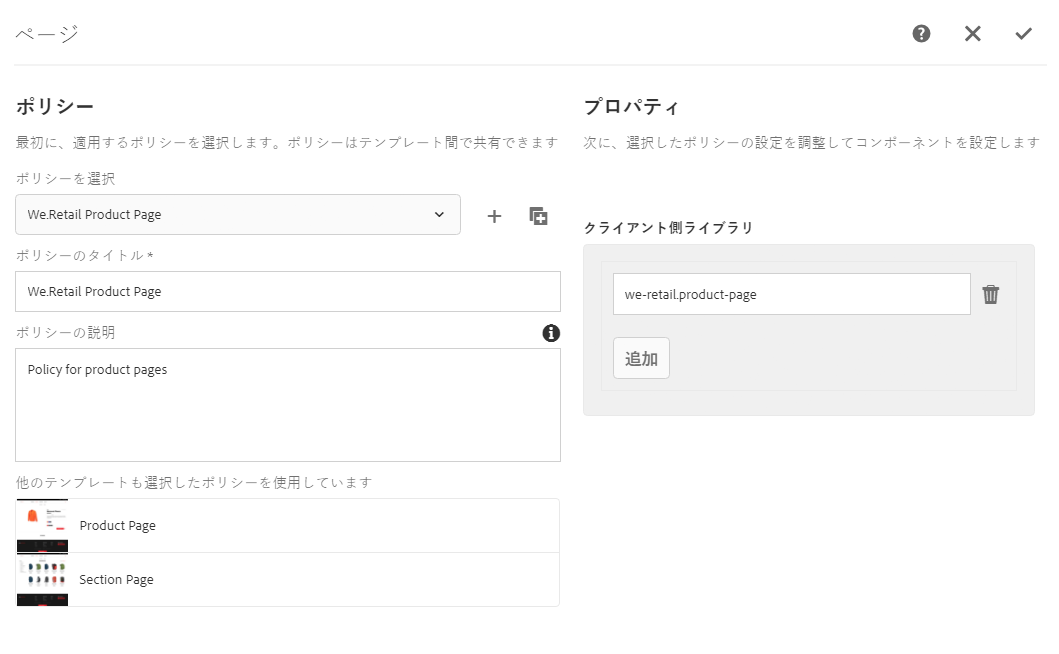 ページ
ポリシー
最初に、適用するポリシーを選択します。ポリシーはテンプレート間で共有できます
ポリシーを選択
We.Retail Product Page
ポリシーのタイトル *
We.Retail Product Page
ポリシーの説明
Policy for product pages
他のテンプレートも選択したポリシーを使用しています
Product Page
Section Page
プロパティ
次に、選択したポリシーの設定を調整してコンポーネントを設定します
クライアント側ライブラリ
we-retail.product-page
追加